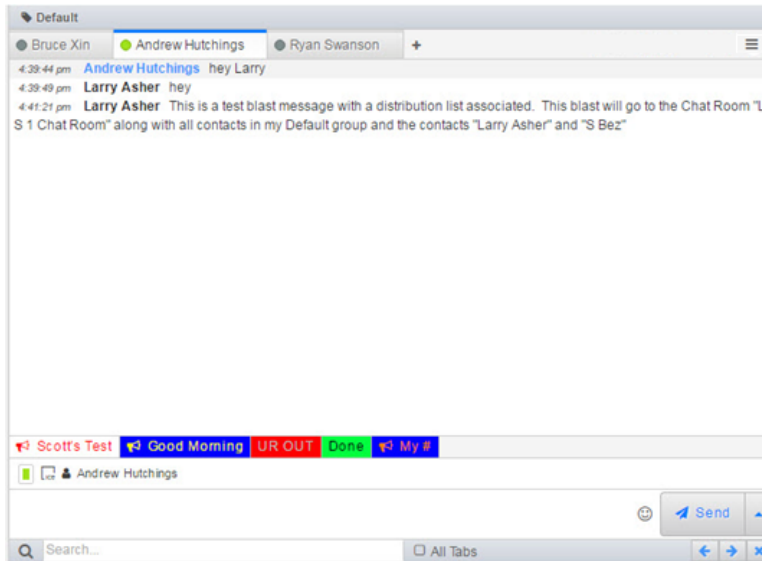 Default
Bruce Xin Andrew Hutchings Ryan Swanson +
4:39:44 pm Andrew Hutchings hey Larry
4:39:49 pm Larry Asher hey
4:41:21 pm Larry Asher This is a test blast message with a distribution list associated. This blast will go to the Chat Room "L
S 1 Chat Room" along with all contacts in my Default group and the contacts "Larry Asher" and "S Bez"
Scott's Test Good Morning UR OUT Done My #
ICE Andrew Hutchings
Send
Search... All Tabs